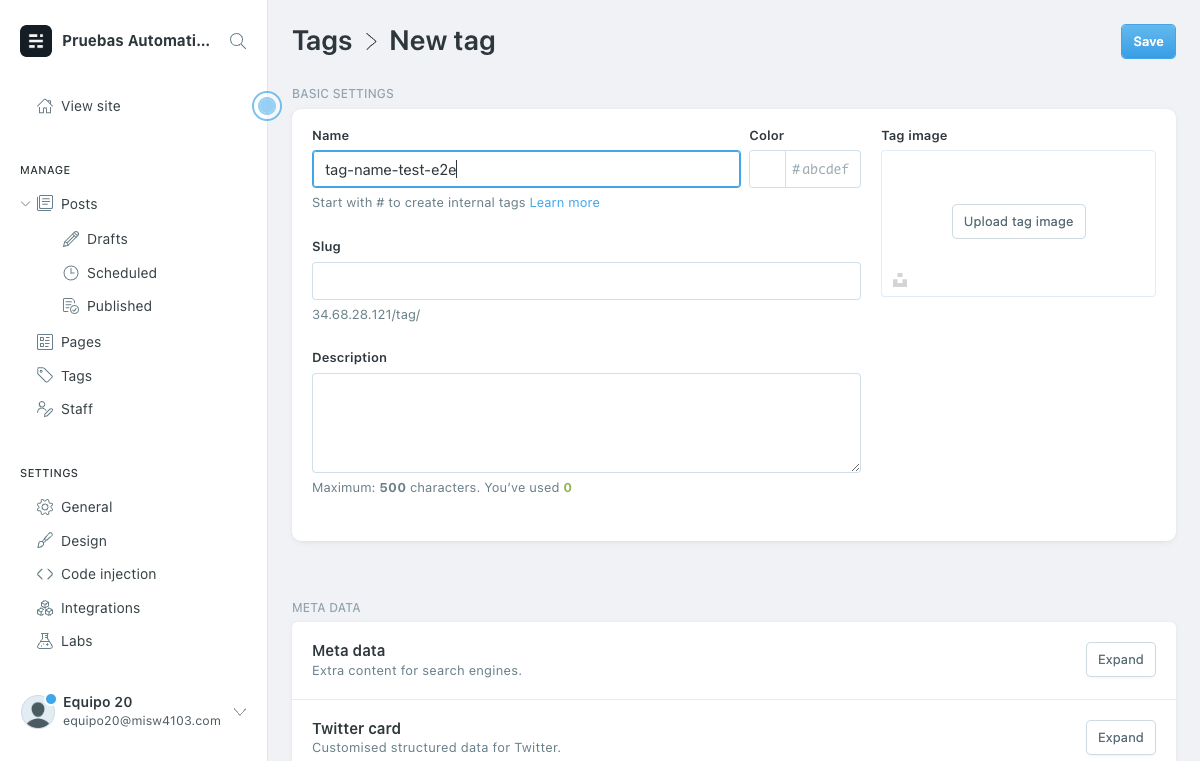 Pruebas Automati...
View site
MANAGE
Posts
Drafts
Scheduled
Published
Pages
Tags
Staff
SETTINGS
General
Design
Code injection
Integrations
Labs
Equipo 20
equipo20@misw4103.com
Tags > New tag
Save
BASIC SETTINGS
Name
tag-name-test-e2e
Start with # to create internal tags Learn more
Color
# abcdef
Tag image
Upload tag image
Slug
34.68.28.121/tag/
Description
Maximum: 500 characters. You’ve used 0
META DATA
Meta data
Extra content for search engines.
Expand
Twitter card
Customised structured data for Twitter.
Expand